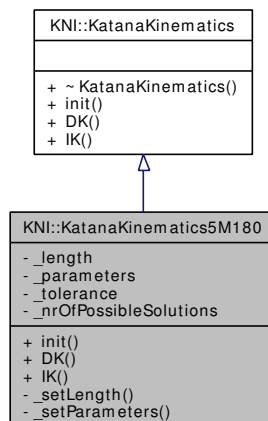 KNI::KatanaKinematics
+ ~KatanaKinematics()
+ init()
+ DK()
+ IK()
KNI::KatanaKinematics5M180
- _length
- _parameters
- _tolerance
- _nrOfPossibleSolutions
+ init()
+ DK()
+ IK()
- _setLength()
- _setParameters()